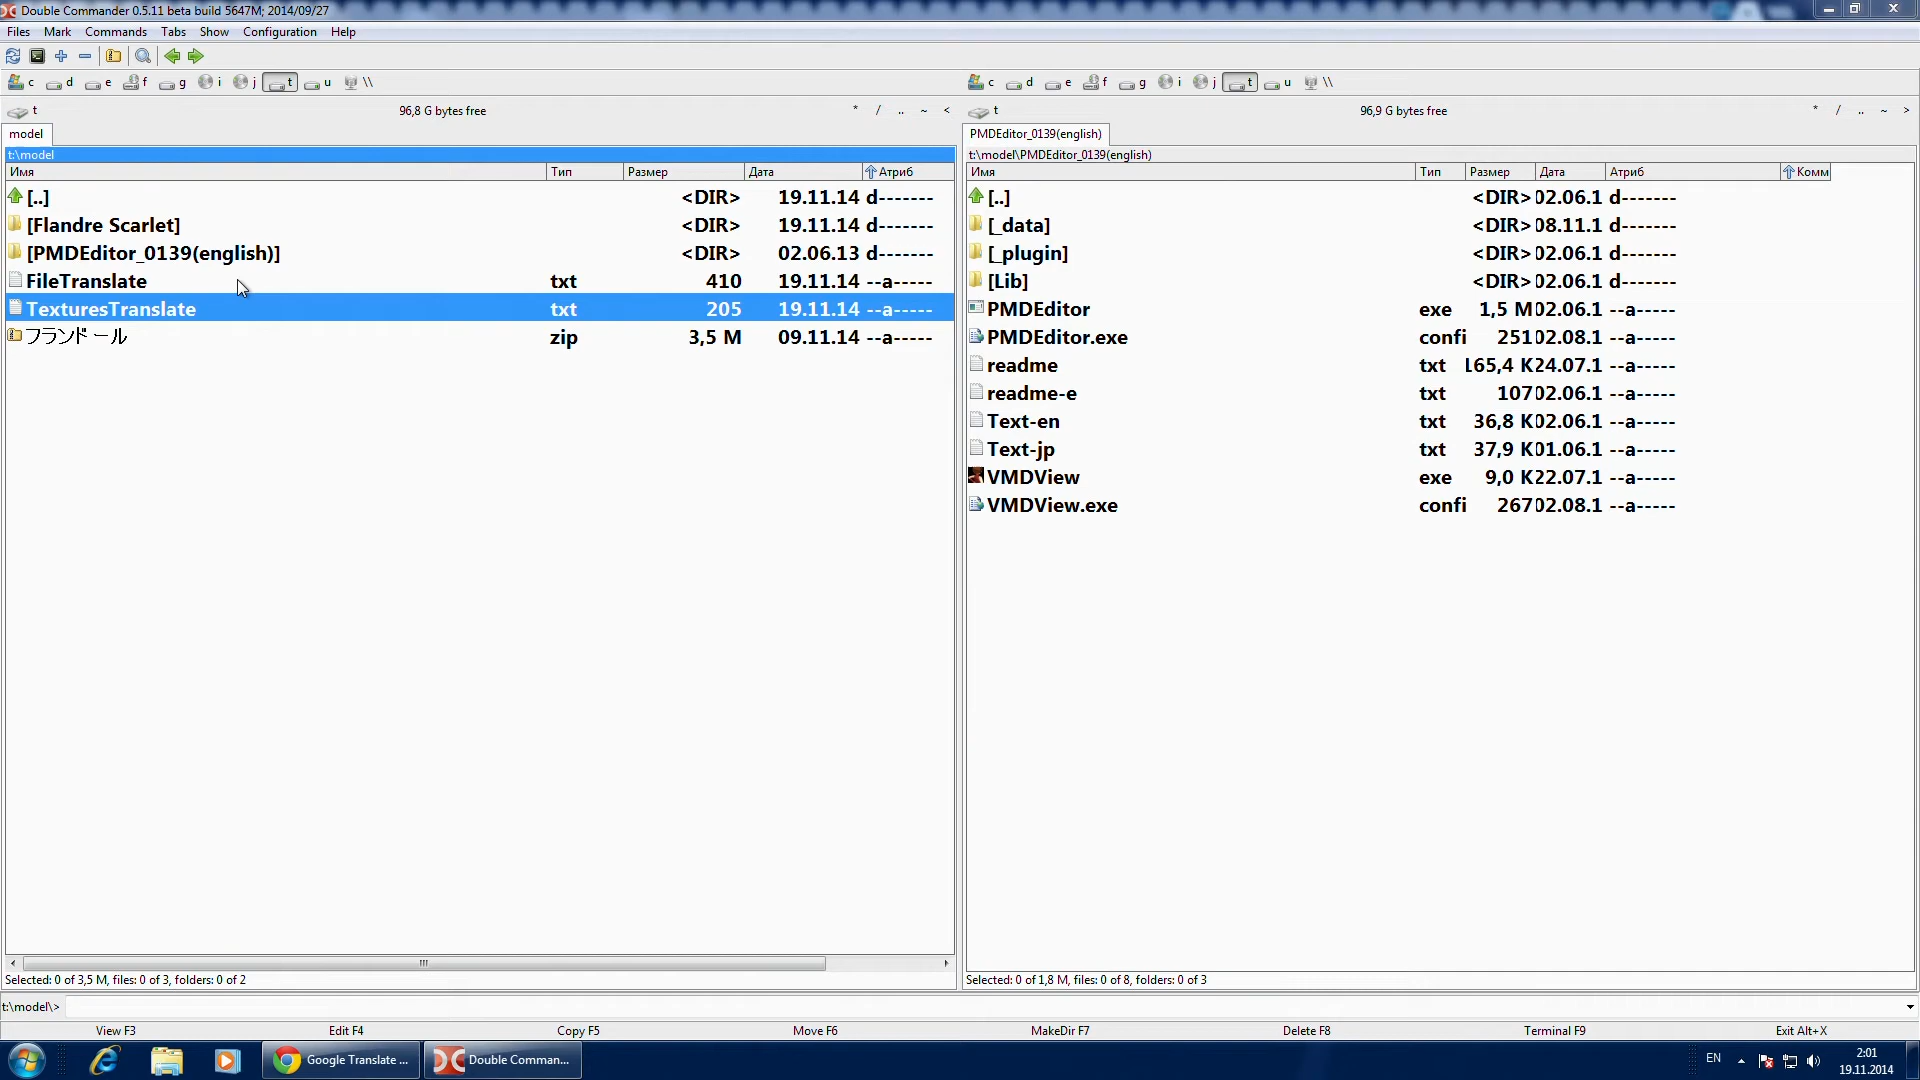 Double Commander 0.5.11 beta build 5647M; 2014/09/27
Files Mark Commands Tabs Show Configuration Help
c d e f g i j t u \\
c d e f g i j t u \\
t 96,8 G bytes free * / .. ~ <
t 96,9 G bytes free * / .. ~ >
model
PMDEditor_0139(english)
t:\model
t:\model\PMDEditor_0139(english)
Имя Тип Размер Дата Атриб
[..] <DIR> 19.11.14 d-------
[Flandre Scarlet] <DIR> 19.11.14 d-------
[PMDEditor_0139(english)] <DIR> 02.06.13 d-------
FileTranslate txt 410 19.11.14 --a-----
TexturesTranslate txt 205 19.11.14 --a-----
フランドール zip 3,5 M 09.11.14 --a-----
Имя Тип Размер Дата Атриб Комм
[..] <DIR> 02.06.1 d-------
[_data] <DIR> 08.11.1 d-------
[_plugin] <DIR> 02.06.1 d-------
[Lib] <DIR> 02.06.1 d-------
PMDEditor exe 1,5 M 02.06.1 --a-----
PMDEditor.exe confi 251 02.08.1 --a-----
readme txt 165,4 K 24.07.1 --a-----
readme-e txt 107 02.06.1 --a-----
Text-en txt 36,8 K 02.06.1 --a-----
Text-jp txt 37,9 K 01.06.1 --a-----
VMDView exe 9,0 K 22.07.1 --a-----
VMDView.exe confi 267 02.08.1 --a-----
Selected: 0 of 3,5 M, files: 0 of 3, folders: 0 of 2
Selected: 0 of 1,8 M, files: 0 of 8, folders: 0 of 3
t:\model\>
View F3 Edit F4 Copy F5 Move F6 MakeDir F7 Delete F8 Terminal F9 Exit Alt+X
Google Translate ... Double Comman... EN 2:01
19.11.2014